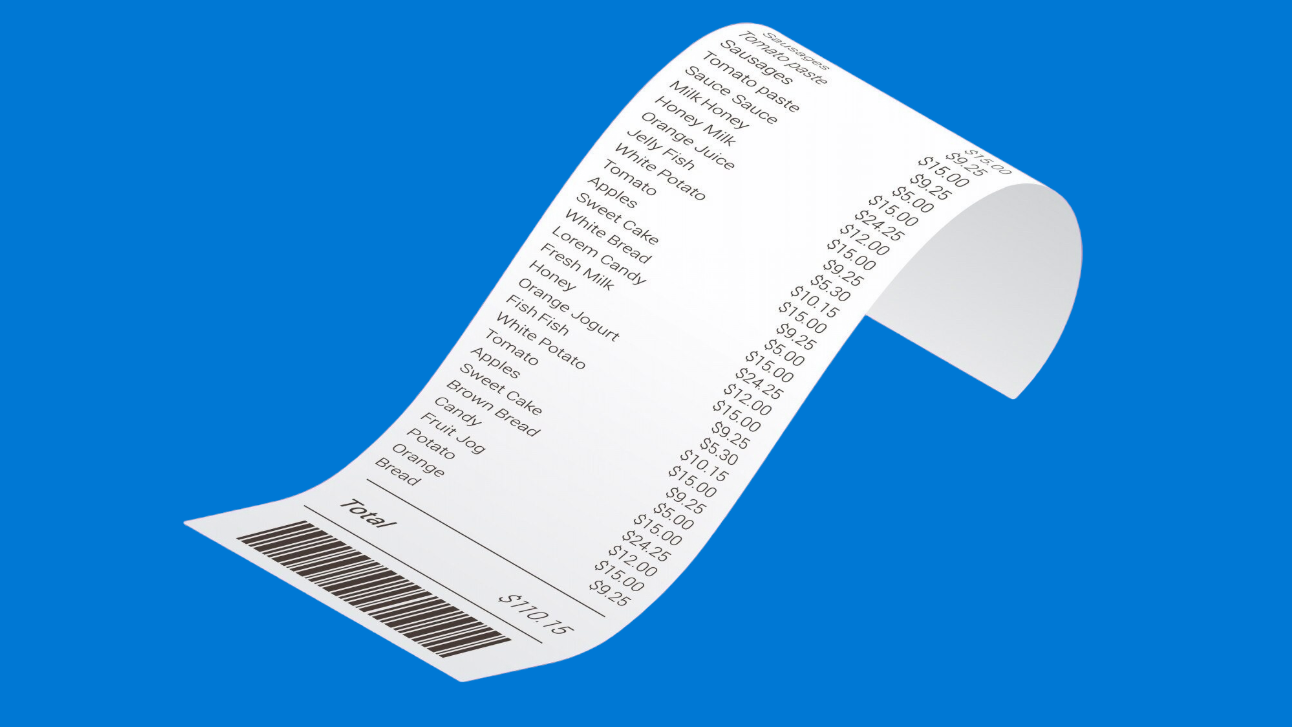 Sausages $15.00
Tomato paste $9.25
Sausages $15.00
Tomato paste $9.25
Sauce Sauce $5.00
Milk Honey $15.00
Honey Milk $24.25
Orange Juice $12.00
Jelly Fish $15.00
White Potato $9.25
Tomato $5.30
Apples $10.15
Sweet Cake $15.00
White Bread $9.25
Lorem Candy $5.00
Fresh Milk $15.00
Honey $24.25
Orange Jogurt $12.00
Fish Fish $15.00
White Potato $9.25
Tomato $5.30
Apples $10.15
Sweet Cake $15.00
Brown Bread $9.25
Candy $5.00
Fruit Jog $15.00
Potato $24.25
Orange $12.00
Bread $15.00
$9.25
Total $110.15